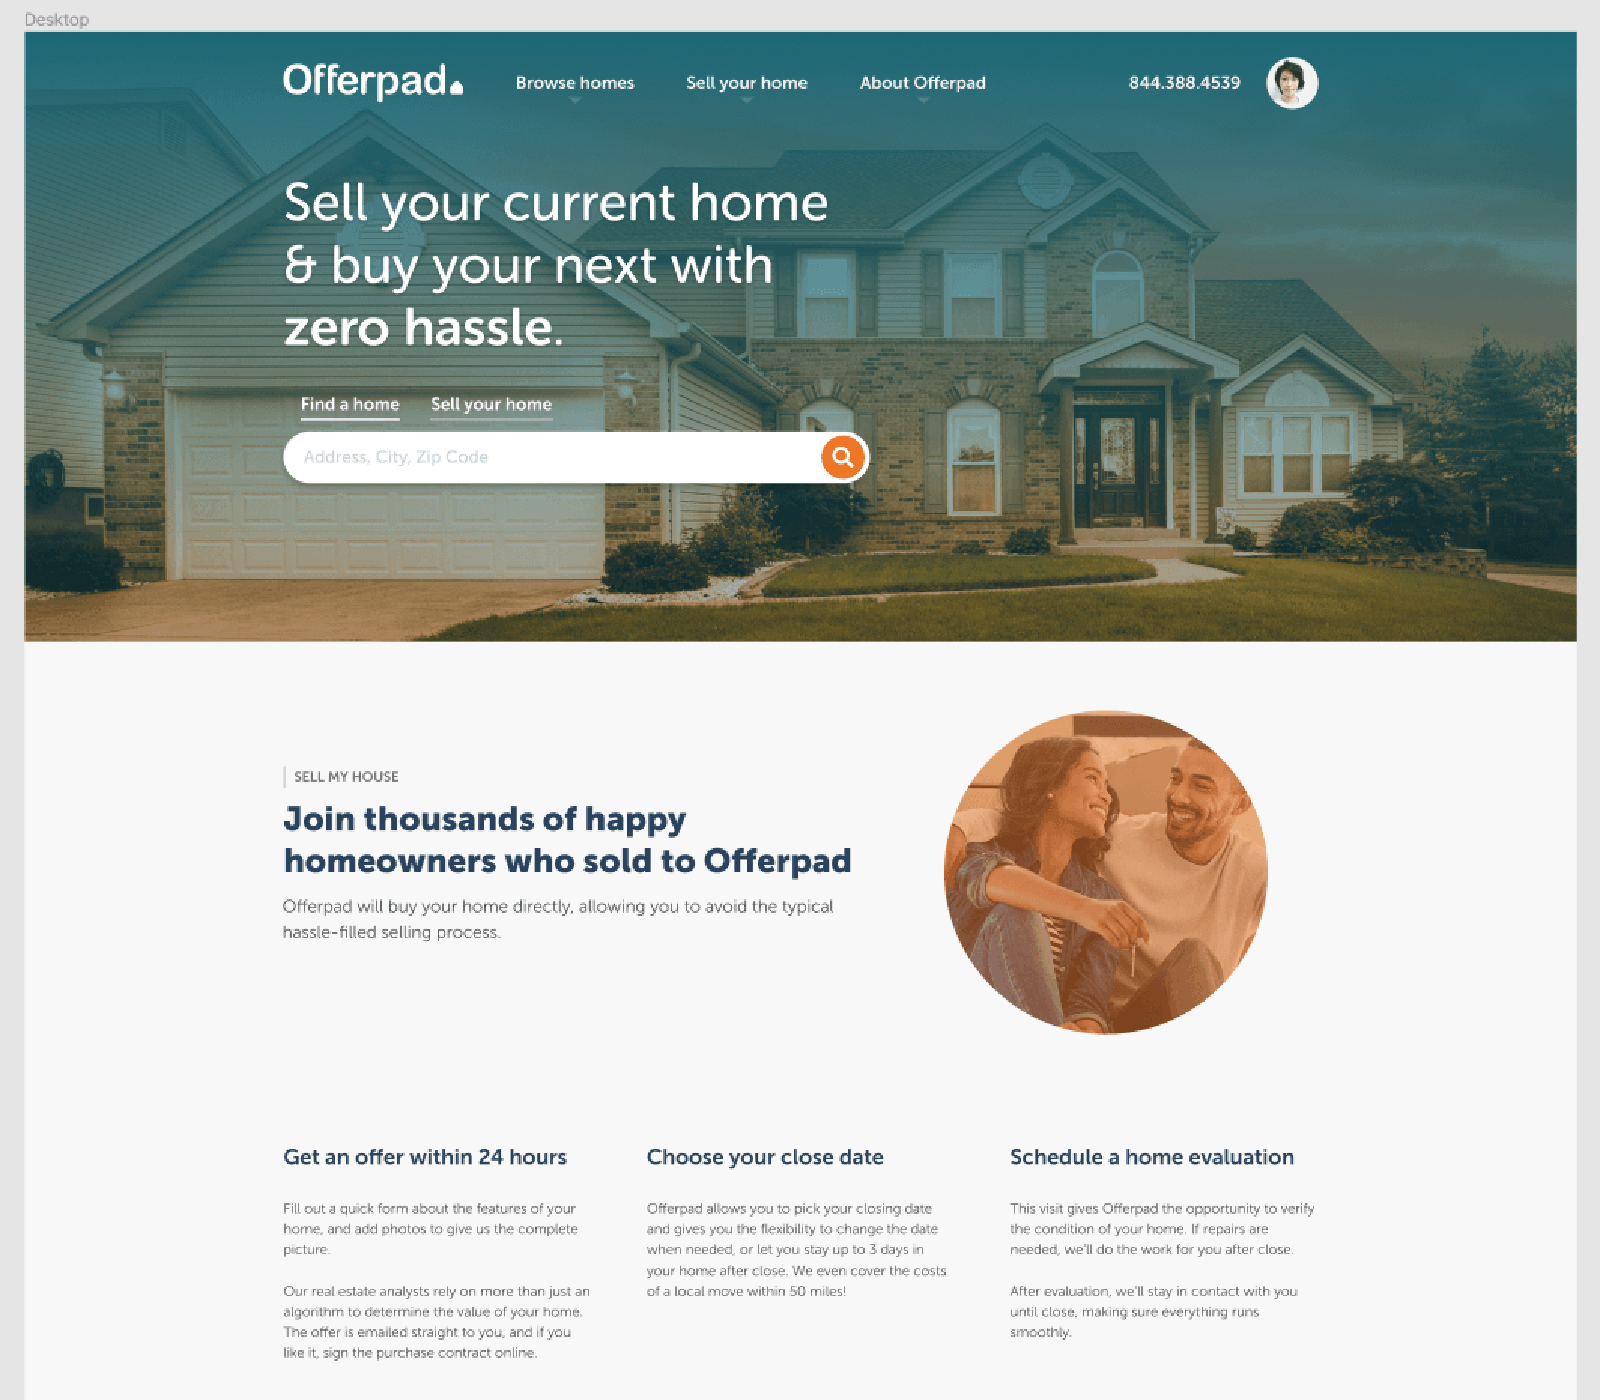 Desktop
Offerpad
Browse homes
Sell your home
About Offerpad
844.388.4539
Sell your current home
& buy your next with
zero hassle.
Find a home
Sell your home
Address, City, Zip Code
SELL MY HOUSE
Join thousands of happy
homeowners who sold to Offerpad
Offerpad will buy your home directly, allowing you to avoid the typical
hassle-filled selling process.
Get an offer within 24 hours
Fill out a quick form about the features of your
home, and add photos to give us the complete
picture.
Our real estate analysts rely on more than just an
algorithm to determine the value of your home.
The offer is emailed straight to you, and if you
like it, sign the purchase contract online.
Choose your close date
Offerpad allows you to pick your closing date
and gives you the flexibility to change the date
when needed, or let you stay up to 3 days in
your home after close. We even cover the costs
of a local move within 50 miles!
Schedule a home evaluation
This visit gives Offerpad the opportunity to verify
the condition of your home. If repairs are
needed, we'll do the work for you after close.
After evaluation, we'll stay in contact with you
until close, making sure everything runs
smoothly.